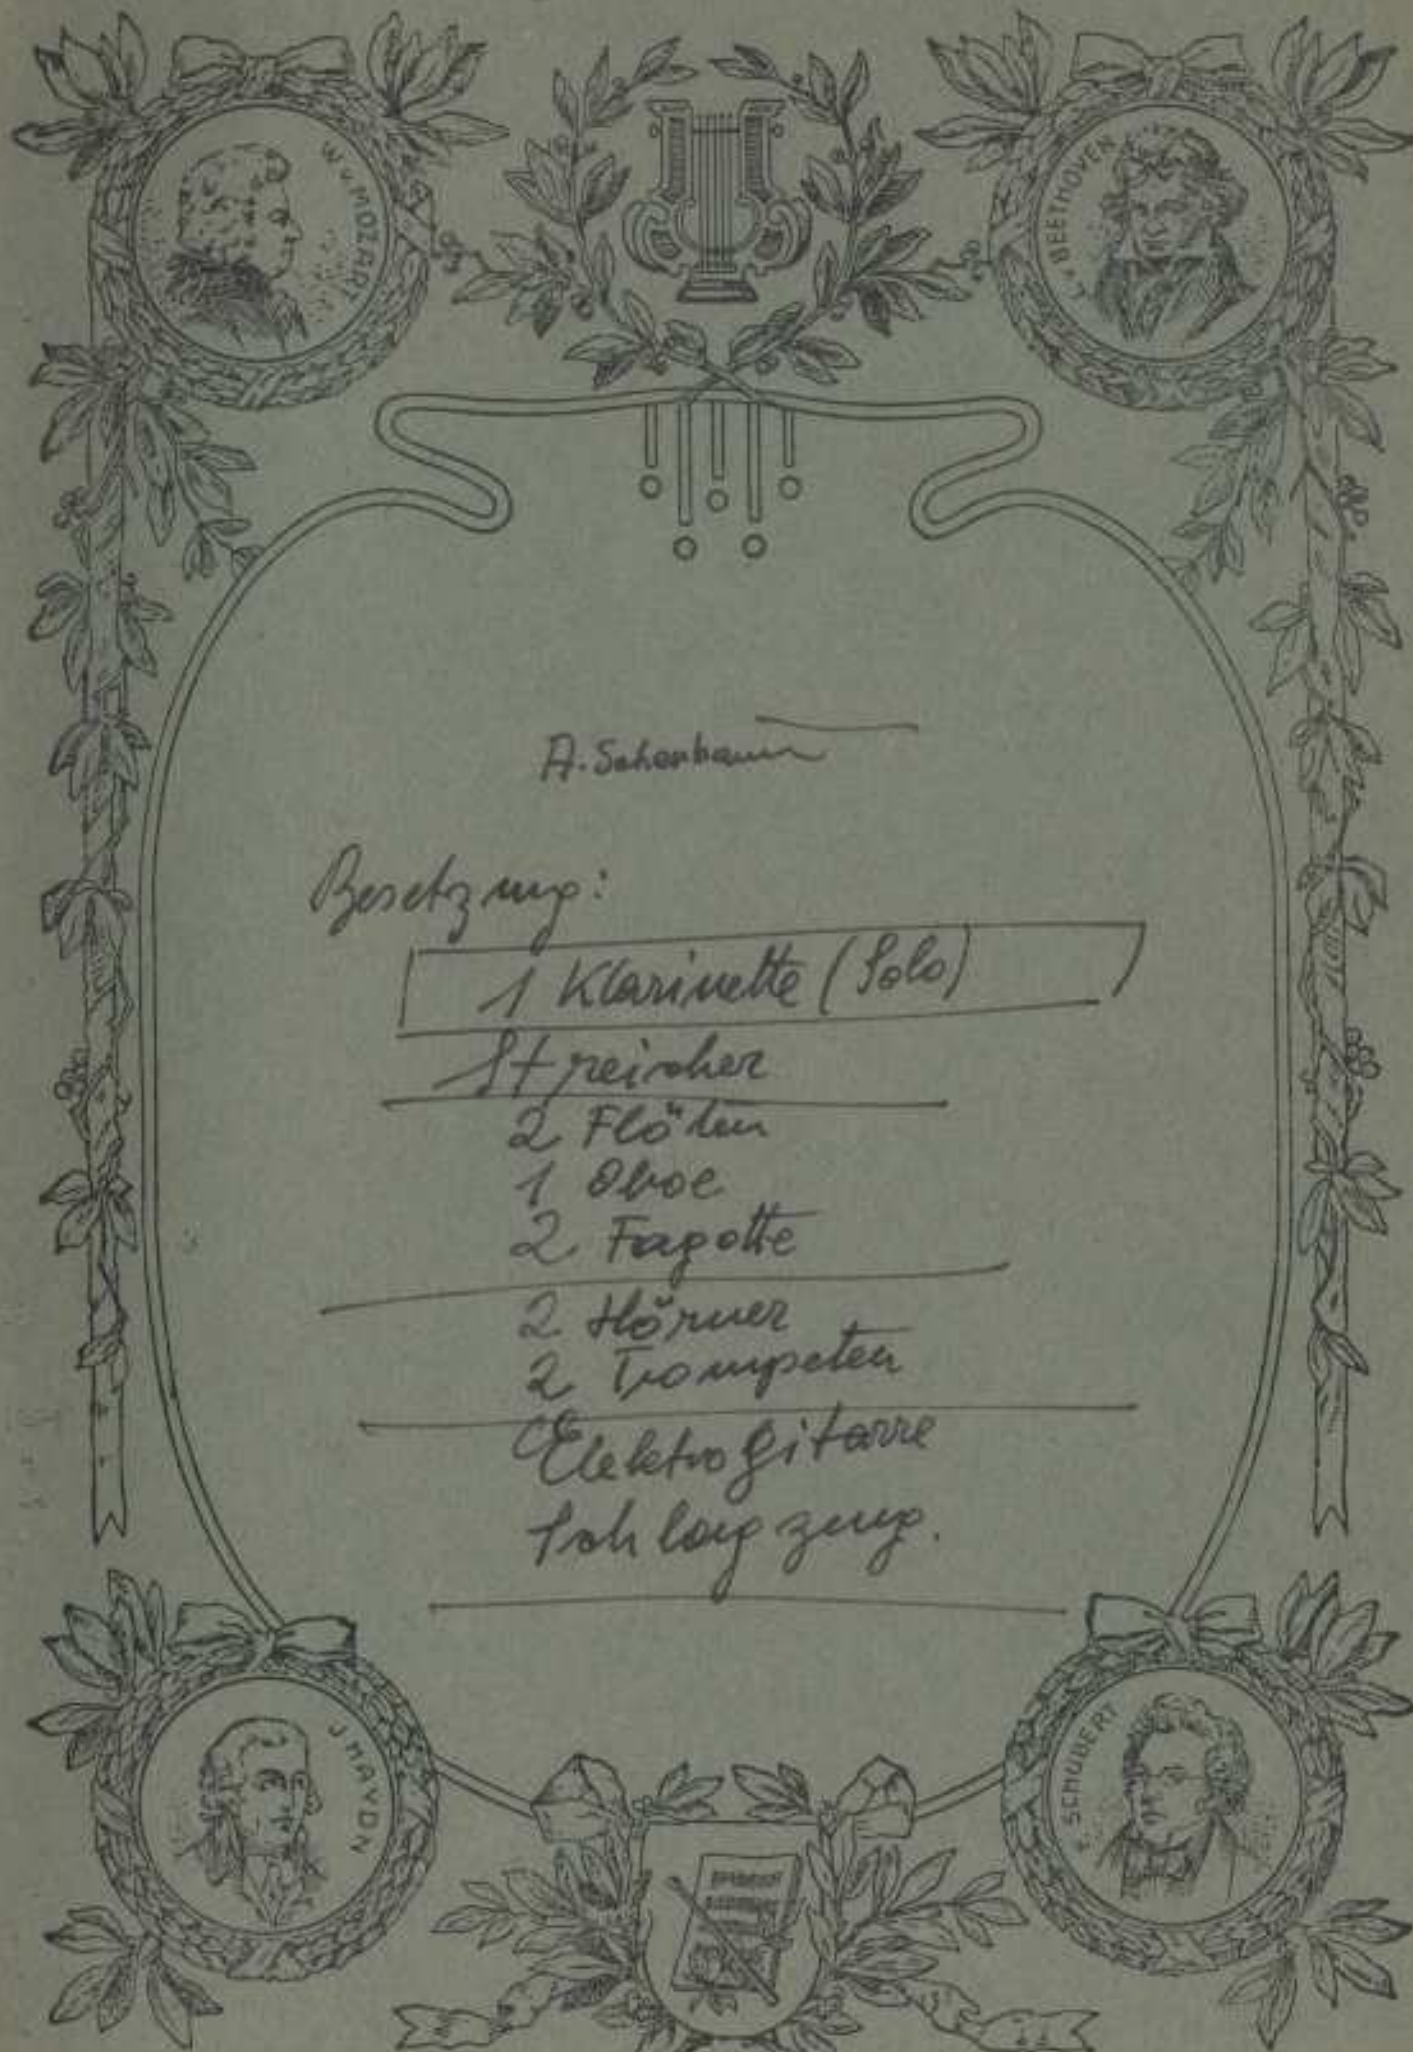 W. v. MOZART
L. v. BEETHOVEN
A. Schönbaum
Besetzung:
1 Klarinette (Solo)
Streicher
2 Flöten
1 Oboe
2 Fagotte
2 Hörner
2 Trompeten
Elektrogitarre
Schlagzeug.
J HAYDN
F. SCHUBERT